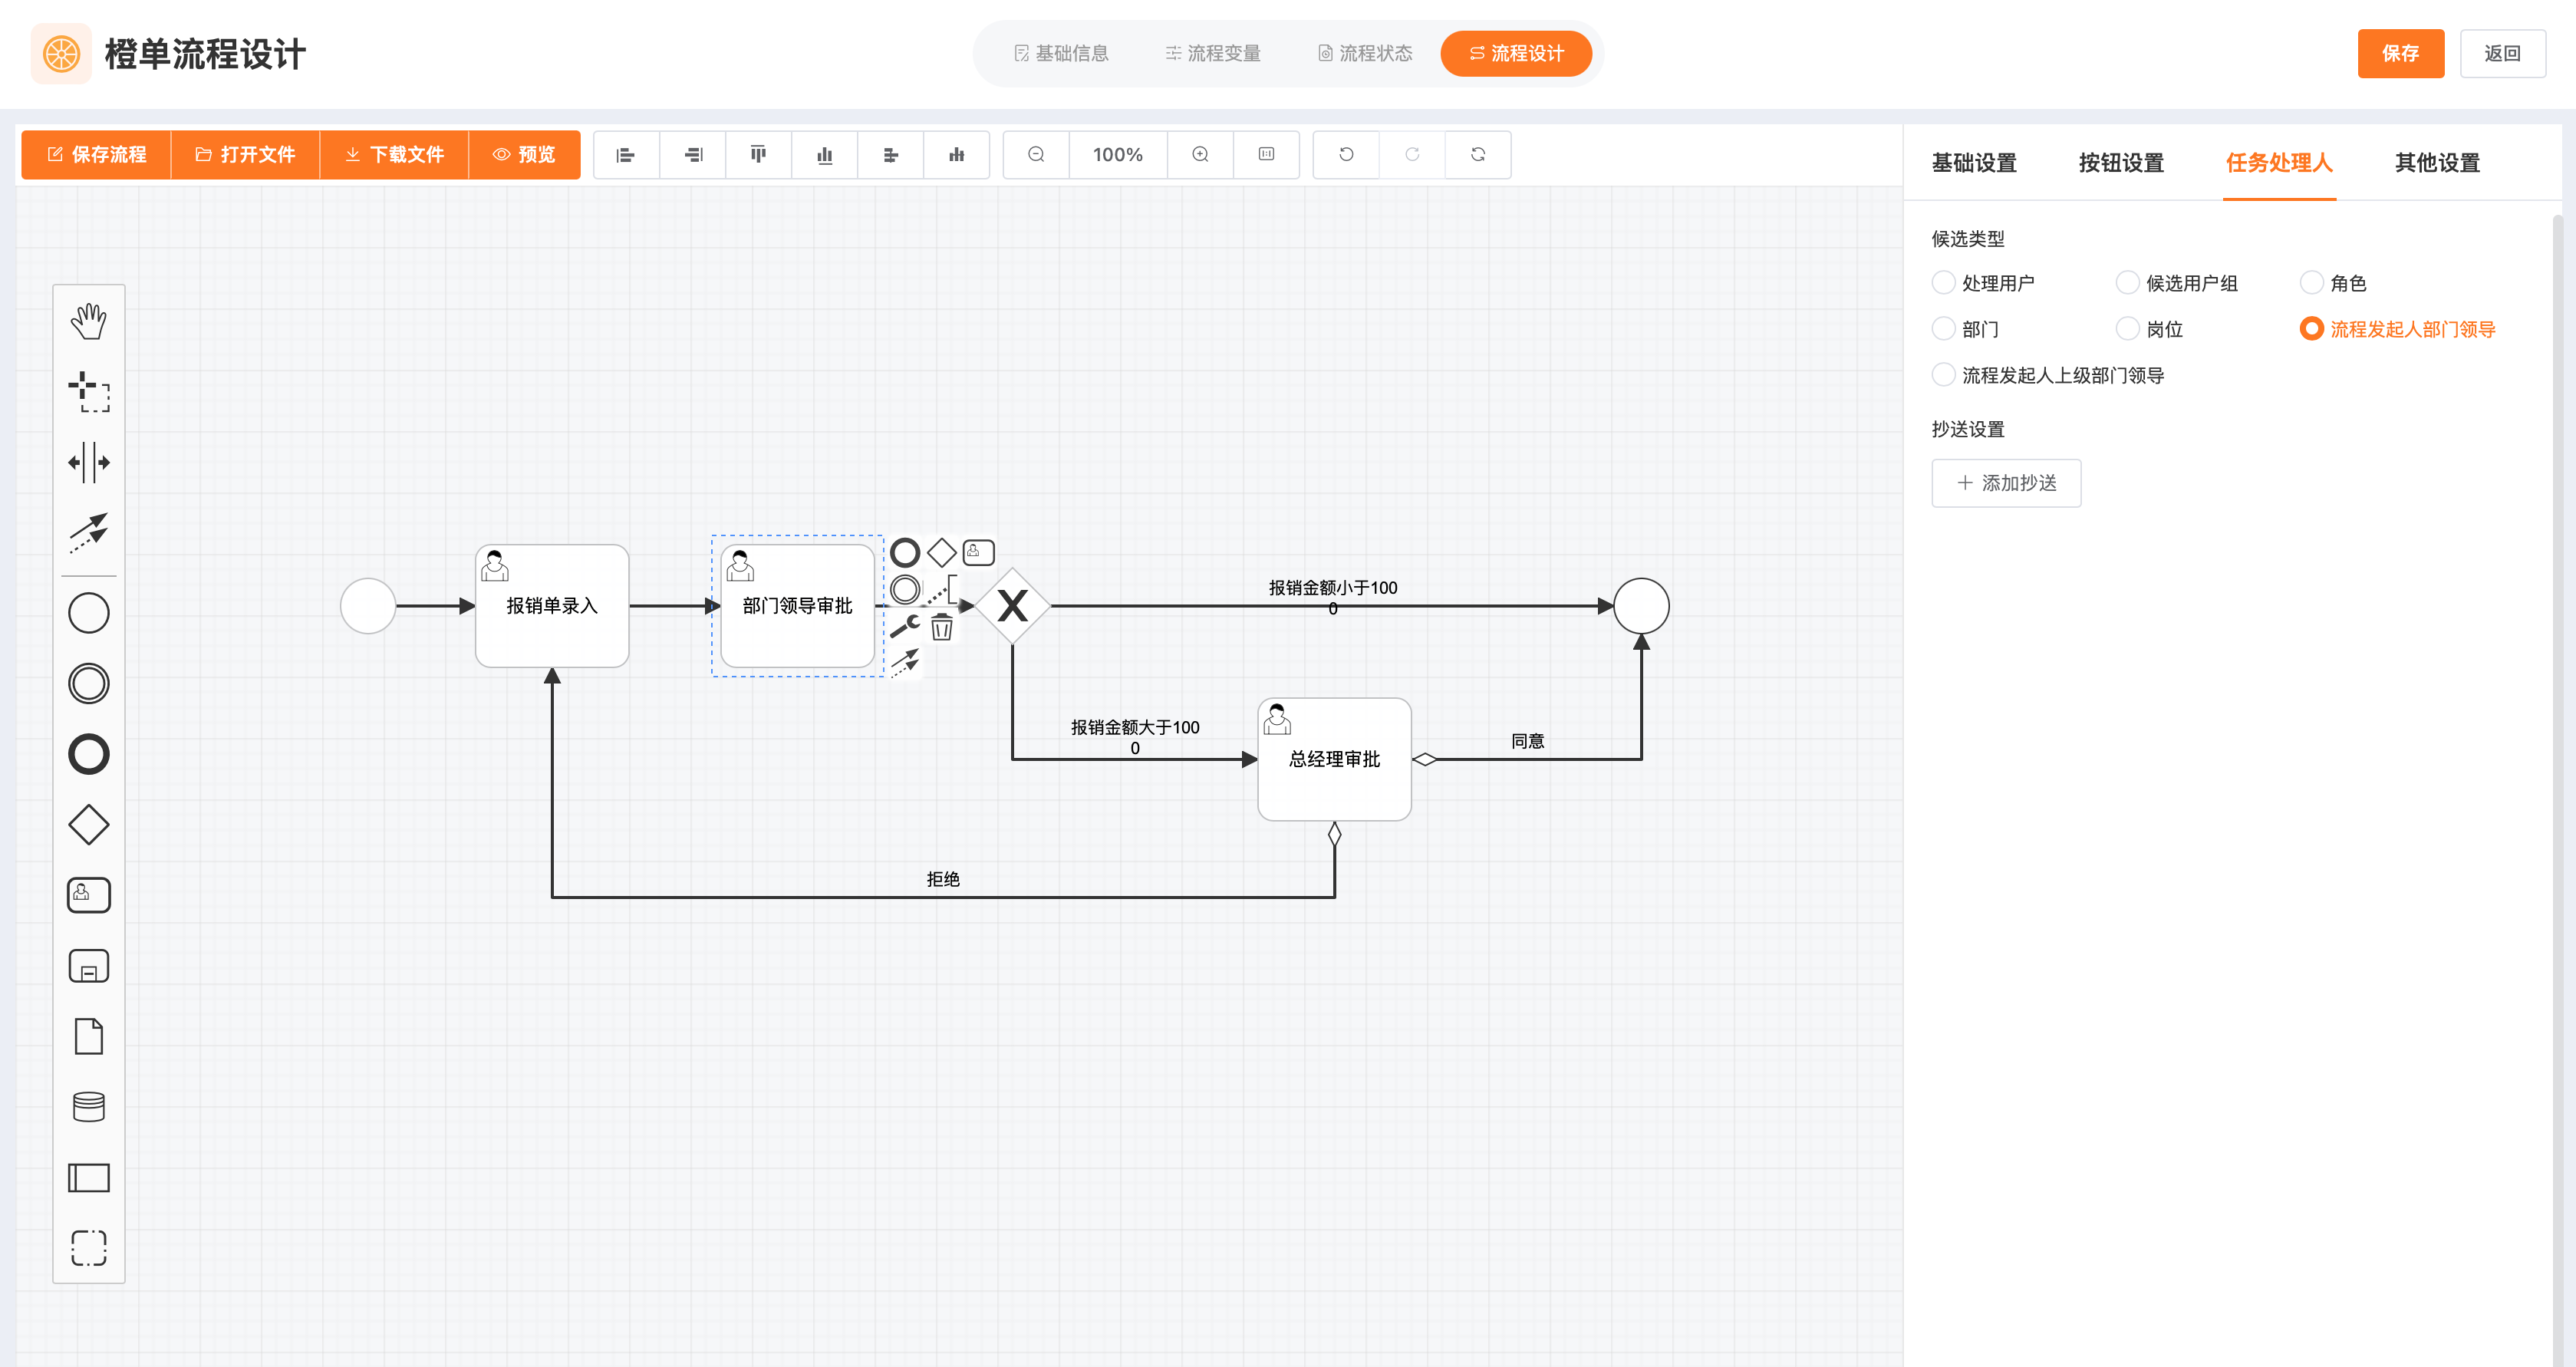 橙单流程设计
基础信息
流程变量
流程状态
流程设计
保存
返回
保存流程
打开文件
下载文件
预览
100%
基础设置
按钮设置
任务处理人
其他设置
候选类型
处理用户
候选用户组
角色
部门
岗位
流程发起人部门领导
流程发起人上级部门领导
抄送设置
添加抄送
报销单录入
部门领导审批
X
报销金额小于100
0
报销金额大于100
0
总经理审批
同意
拒绝